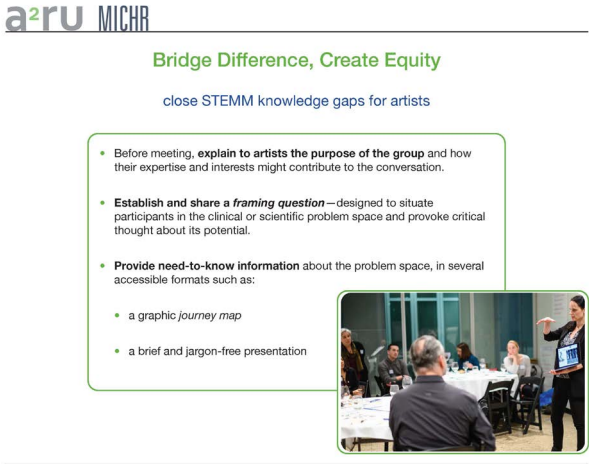 a²ru MICHR
Bridge Difference, Create Equity
close STEMM knowledge gaps for artists
• Before meeting, explain to artists the purpose of the group and how
their expertise and interests might contribute to the conversation.
• Establish and share a framing question—designed to situate
participants in the clinical or scientific problem space and provoke critical
thought about its potential.
• Provide need-to-know information about the problem space, in several
accessible formats such as:
• a graphic journey map
• a brief and jargon-free presentation